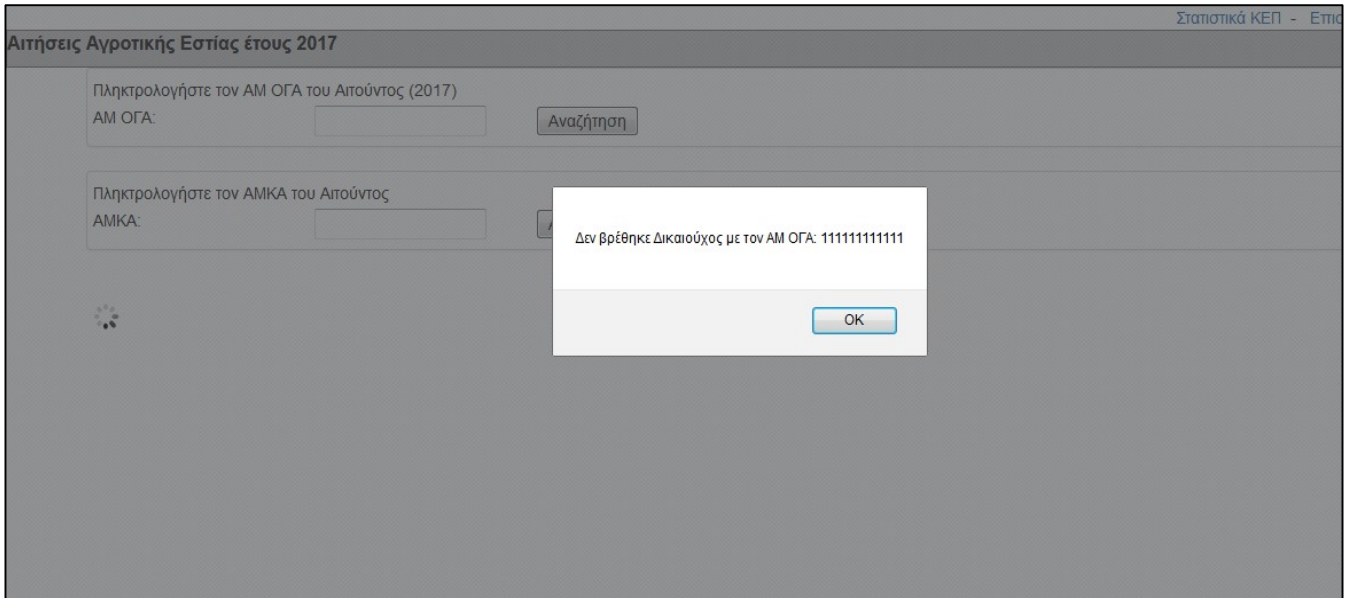 Στατιστικά ΚΕΠ -
Αιτήσεις Αγροτικής Εστίας έτους 2017
Πληκτρολογήστε τον ΑΜ ΟΓΑ του Αιτούντος (2017)
ΑΜ ΟΓΑ:
Αναζήτηση
Πληκτρολογήστε τον ΑΜΚΑ του Αιτούντος
ΑΜΚΑ:
Δεν βρέθηκε Δικαιούχος με τον ΑΜ ΟΓΑ: 111111111111
OK